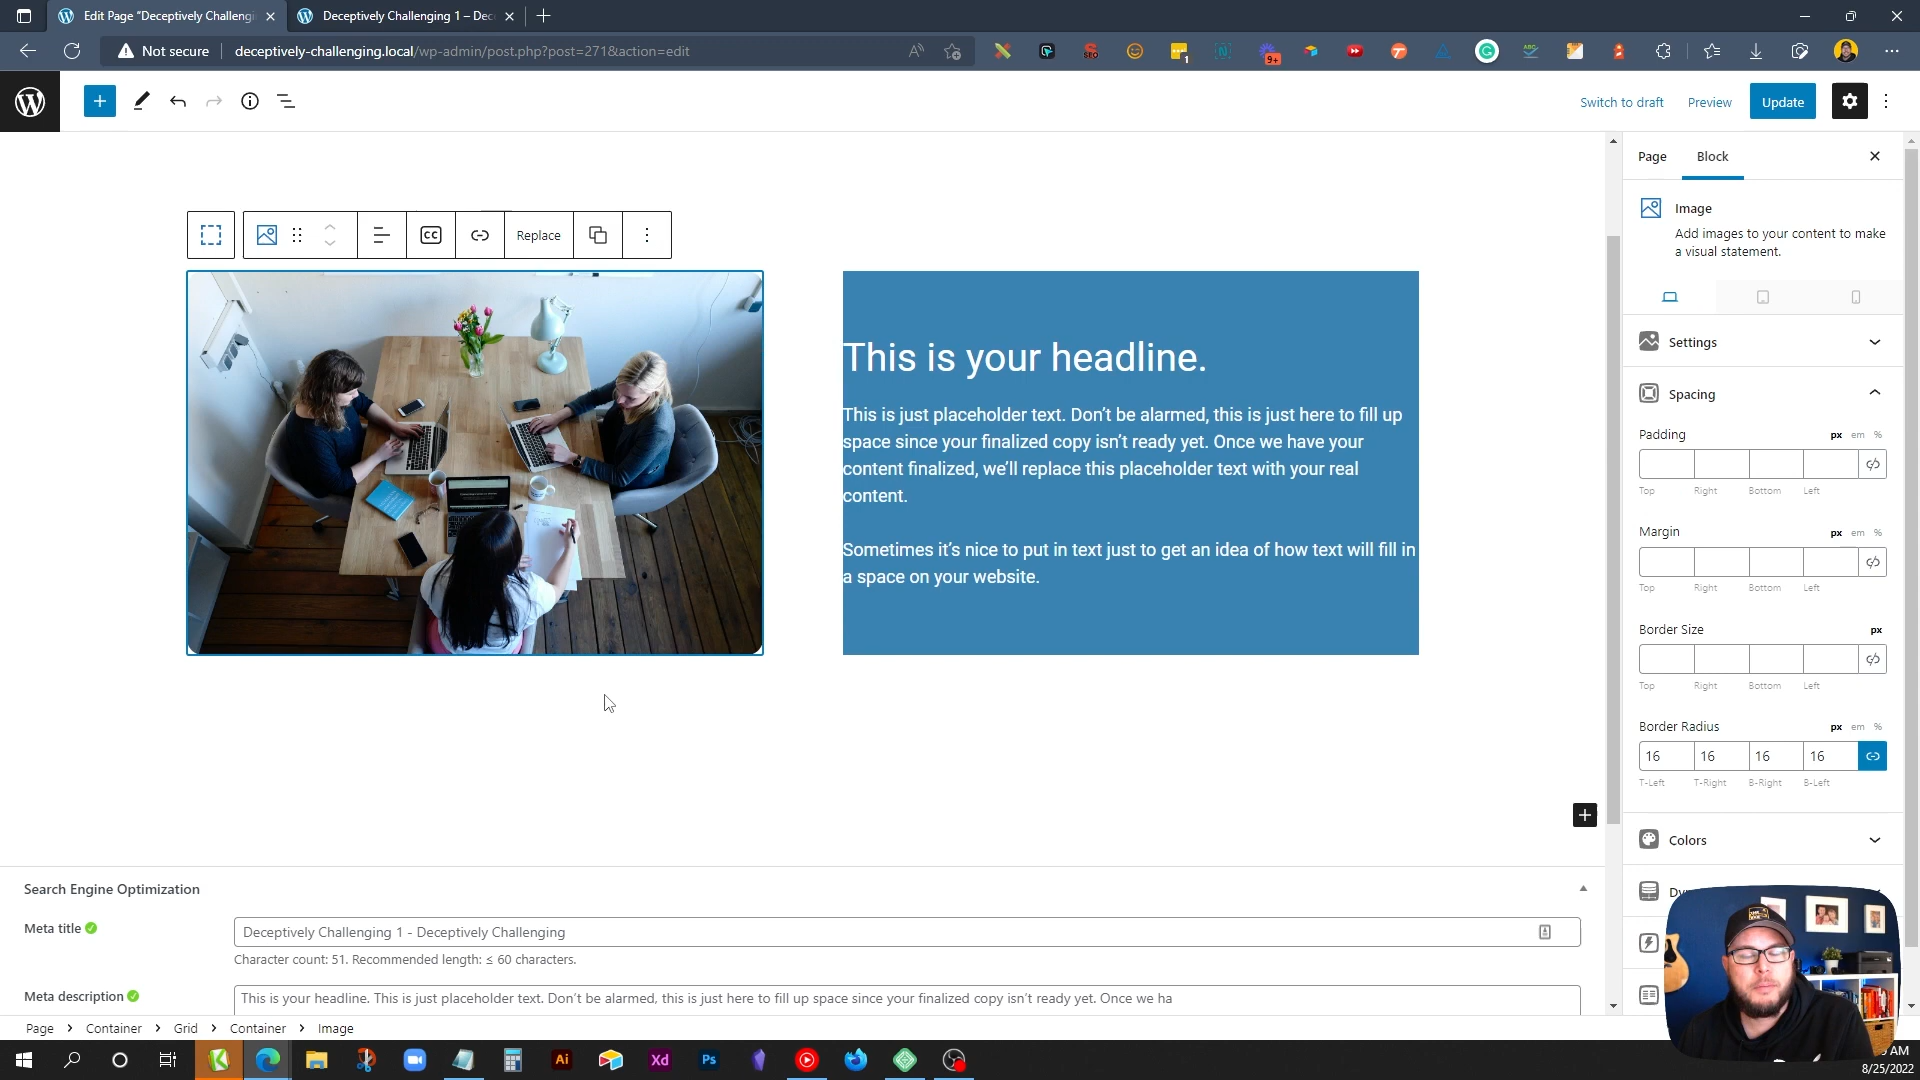 Edit Page "Deceptively Challengi
Deceptively Challenging 1 – Dec
Not secure
deceptively-challenging.local/wp-admin/post.php?post=271&action=edit
SEO
1
9+
ABC
Switch to draft
Preview
Update
Page
Block
Image
Add images to your content to make
a visual statement.
CC
Replace
This is your headline.
This is just placeholder text. Don't be alarmed, this is just here to fill up
space since your finalized copy isn't ready yet. Once we have your
content finalized, we'll replace this placeholder text with your real
content.
Sometimes it's nice to put in text just to get an idea of how text will fill in
a space on your website.
Settings
Spacing
Padding
px em %
Top Right Bottom Left
Margin
px em %
Top Right Bottom Left
Border Size
px
Top Right Bottom Left
Border Radius
px em %
16 16 16 16
T-Left T-Right B-Right B-Left
Colors
Search Engine Optimization
Meta title
Deceptively Challenging 1 - Deceptively Challenging
Character count: 51. Recommended length: ≤ 60 characters.
Meta description
This is your headline. This is just placeholder text. Don't be alarmed, this is just here to fill up space since your finalized copy isn't ready yet. Once we ha
Page > Container > Grid > Container > Image
Ai
Xd
Ps
AM
8/25/2022